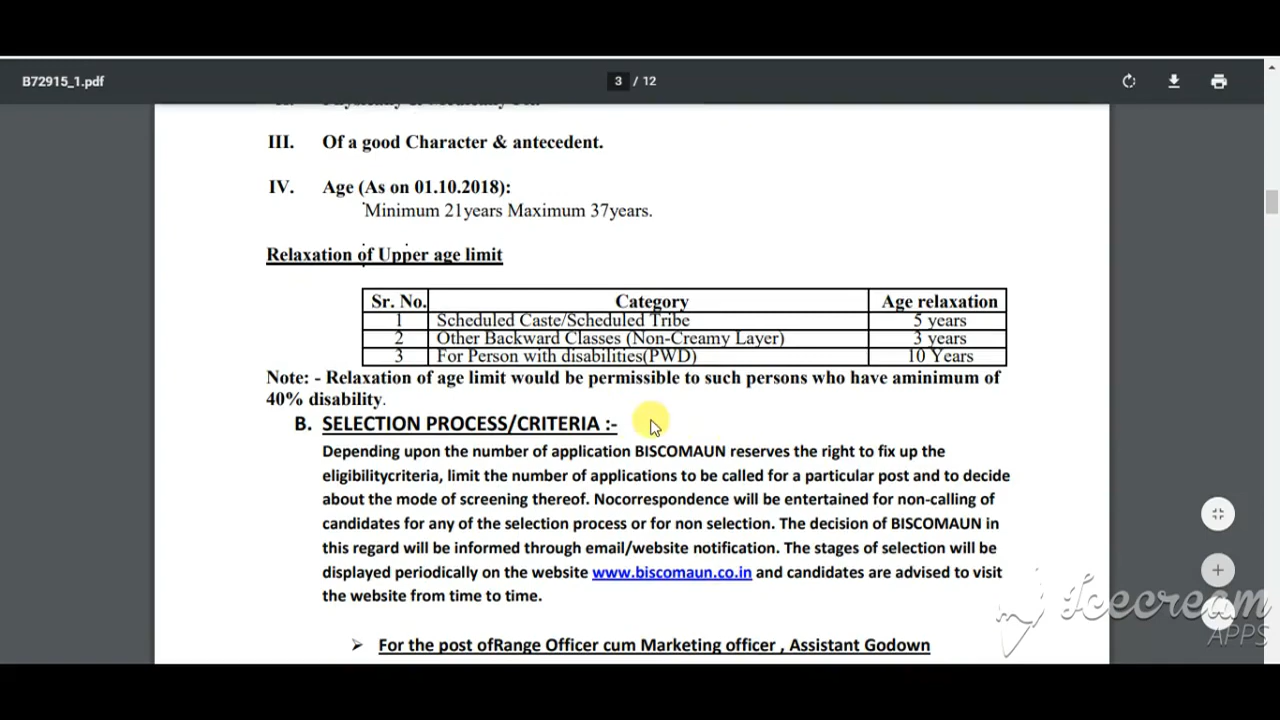 B72915_1.pdf
3 / 12
III. Of a good Character & antecedent.
IV. Age (As on 01.10.2018):
Minimum 21years Maximum 37years.
Relaxation of Upper age limit
Sr. No. Category Age relaxation
1 Scheduled Caste/Scheduled Tribe 5 years
2 Other Backward Classes (Non-Creamy Layer) 3 years
3 For Person with disabilities(PWD) 10 Years
Note: - Relaxation of age limit would be permissible to such persons who have aminimum of
40% disability.
B. SELECTION PROCESS/CRITERIA :-
Depending upon the number of application BISCOMAUN reserves the right to fix up the
eligibilitycriteria, limit the number of applications to be called for a particular post and to decide
about the mode of screening thereof. Nocorrespondence will be entertained for non-calling of
candidates for any of the selection process or for non selection. The decision of BISCOMAUN in
this regard will be informed through email/website notification. The stages of selection will be
displayed periodically on the website www.biscomaun.co.in and candidates are advised to visit
the website from time to time.
➢ For the post ofRange Officer cum Marketing officer , Assistant Godown
Icecream
APPS